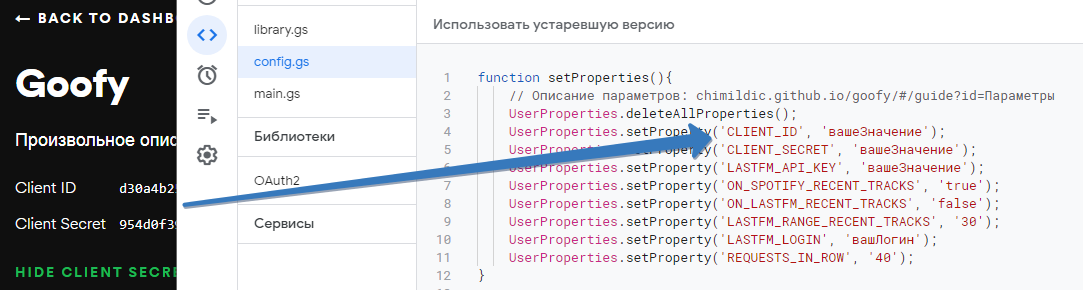 ← BACK TO DASHB
Goofy
Произвольное опис
Client ID d30a4b2
Client Secret 954d0f39
HIDE CLIENT SECRE
library.gs
config.gs
main.gs
Библиотеки
OAuth2
Сервисы
Использовать устаревшую версию
1 function setProperties(){
2 // Описание параметров: chimildic.github.io/goofy/#/guide?id=Параметры
3 UserProperties.deleteAllProperties();
4 UserProperties.setProperty('CLIENT_ID', 'вашеЗначение');
5 UserProperties.setProperty('CLIENT_SECRET', 'вашеЗначение');
6 UserProperties.setProperty('LASTFM_API_KEY', 'вашеЗначение');
7 UserProperties.setProperty('ON_SPOTIFY_RECENT_TRACKS', 'true');
8 UserProperties.setProperty('ON_LASTFM_RECENT_TRACKS', 'false');
9 UserProperties.setProperty('LASTFM_RANGE_RECENT_TRACKS', '30');
10 UserProperties.setProperty('LASTFM_LOGIN', 'вашЛогин');
11 UserProperties.setProperty('REQUESTS_IN_ROW', '40');
12 }